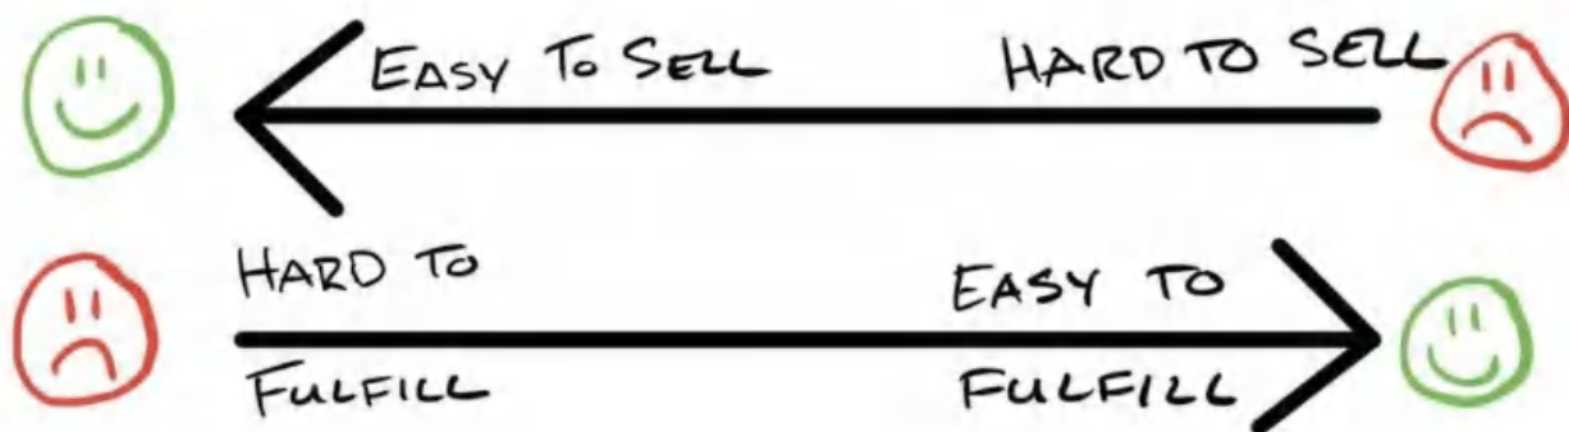 EASY TO SELL
HARD TO SELL
HARD TO
FULFILL
EASY TO
FULFILL